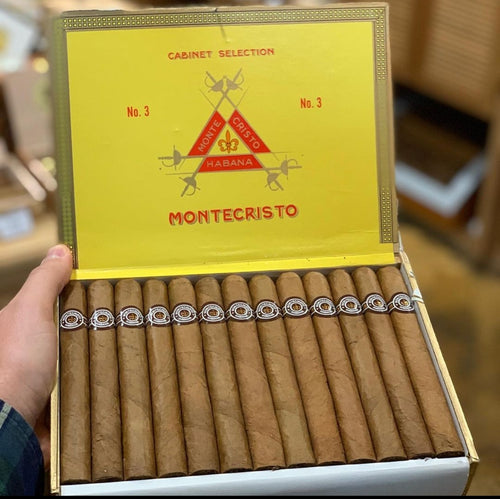 CABINET SELECTION
No. 3
No. 3
MONTE CRISTO
HABANA
MONTECRISTO